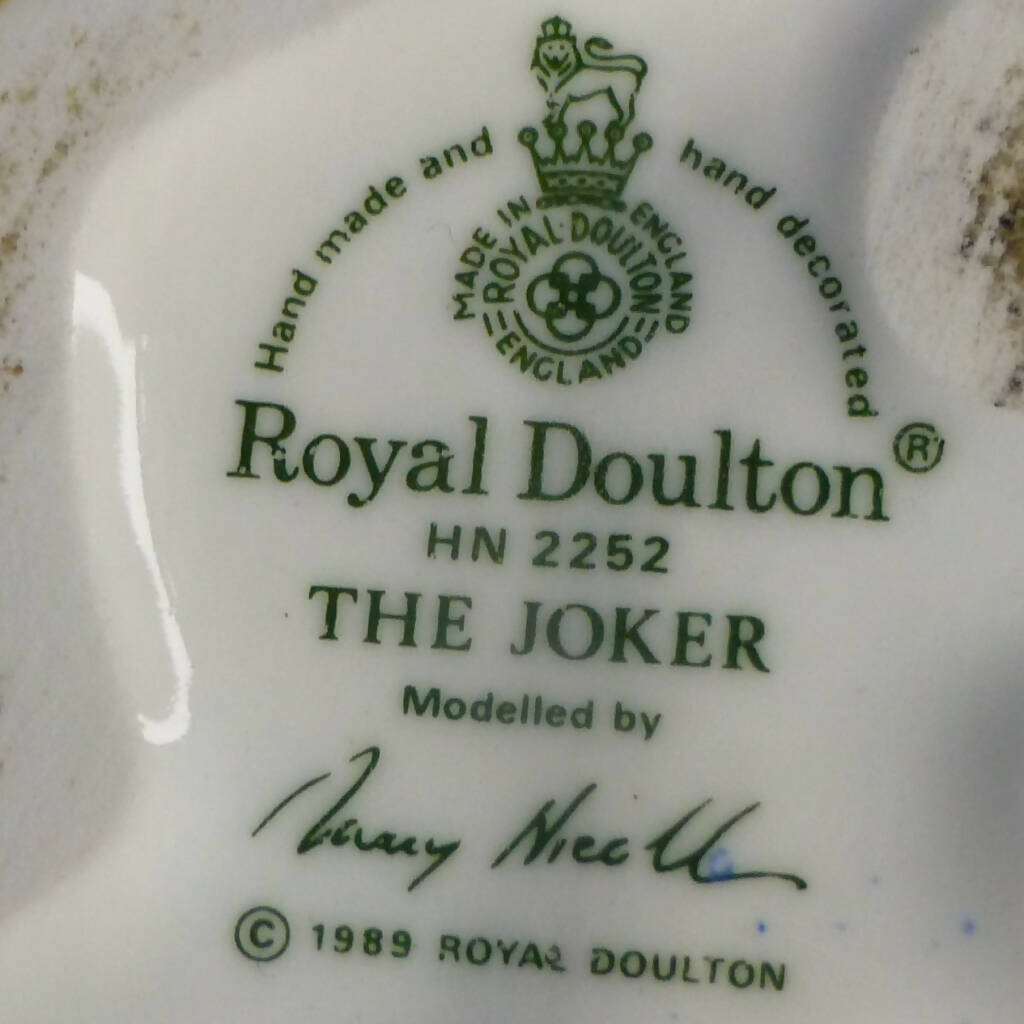 Hand made and hand decorated
MADE IN ENGLAND
ROYAL·DOULTON
ENGLAND
Royal Doulton®
HN 2252
THE JOKER
Modelled by
© 1989 ROYAL DOULTON